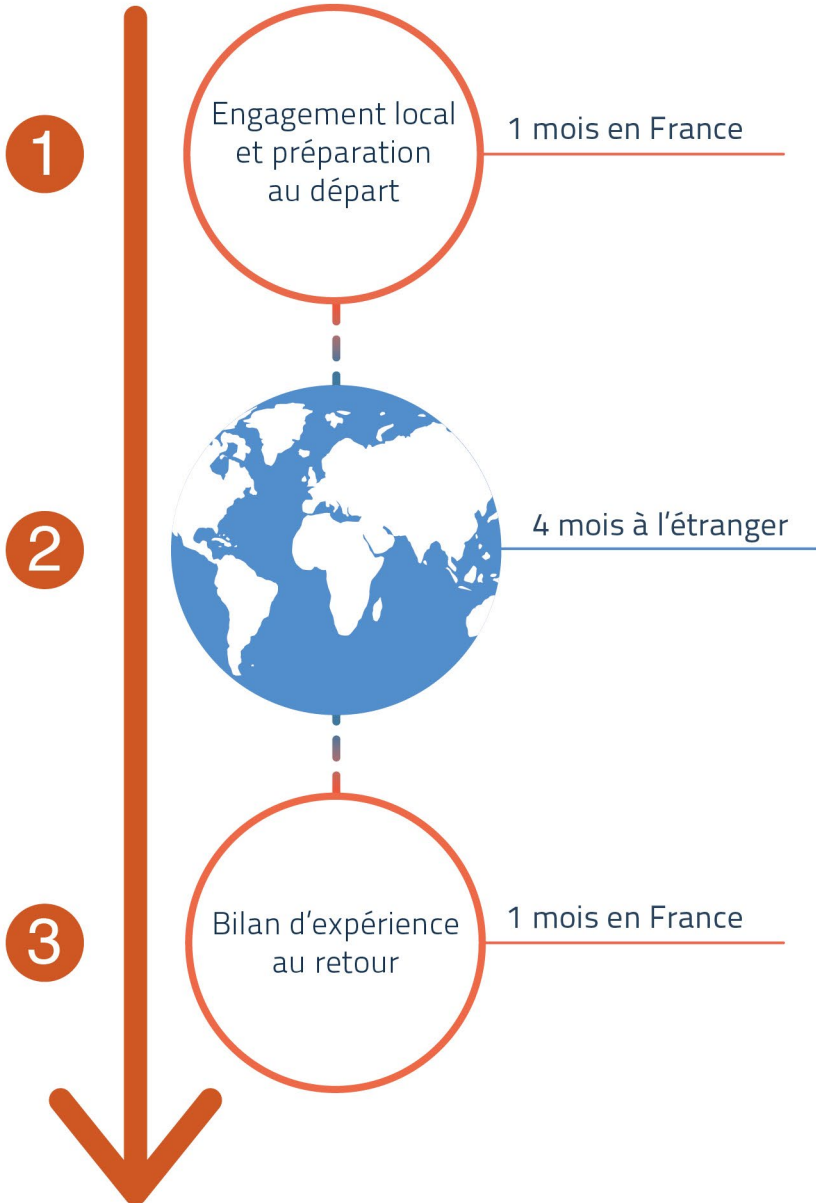 1
Engagement local
et préparation
au départ
1 mois en France
2
4 mois à l'étranger
3
Bilan d'expérience
au retour
1 mois en France